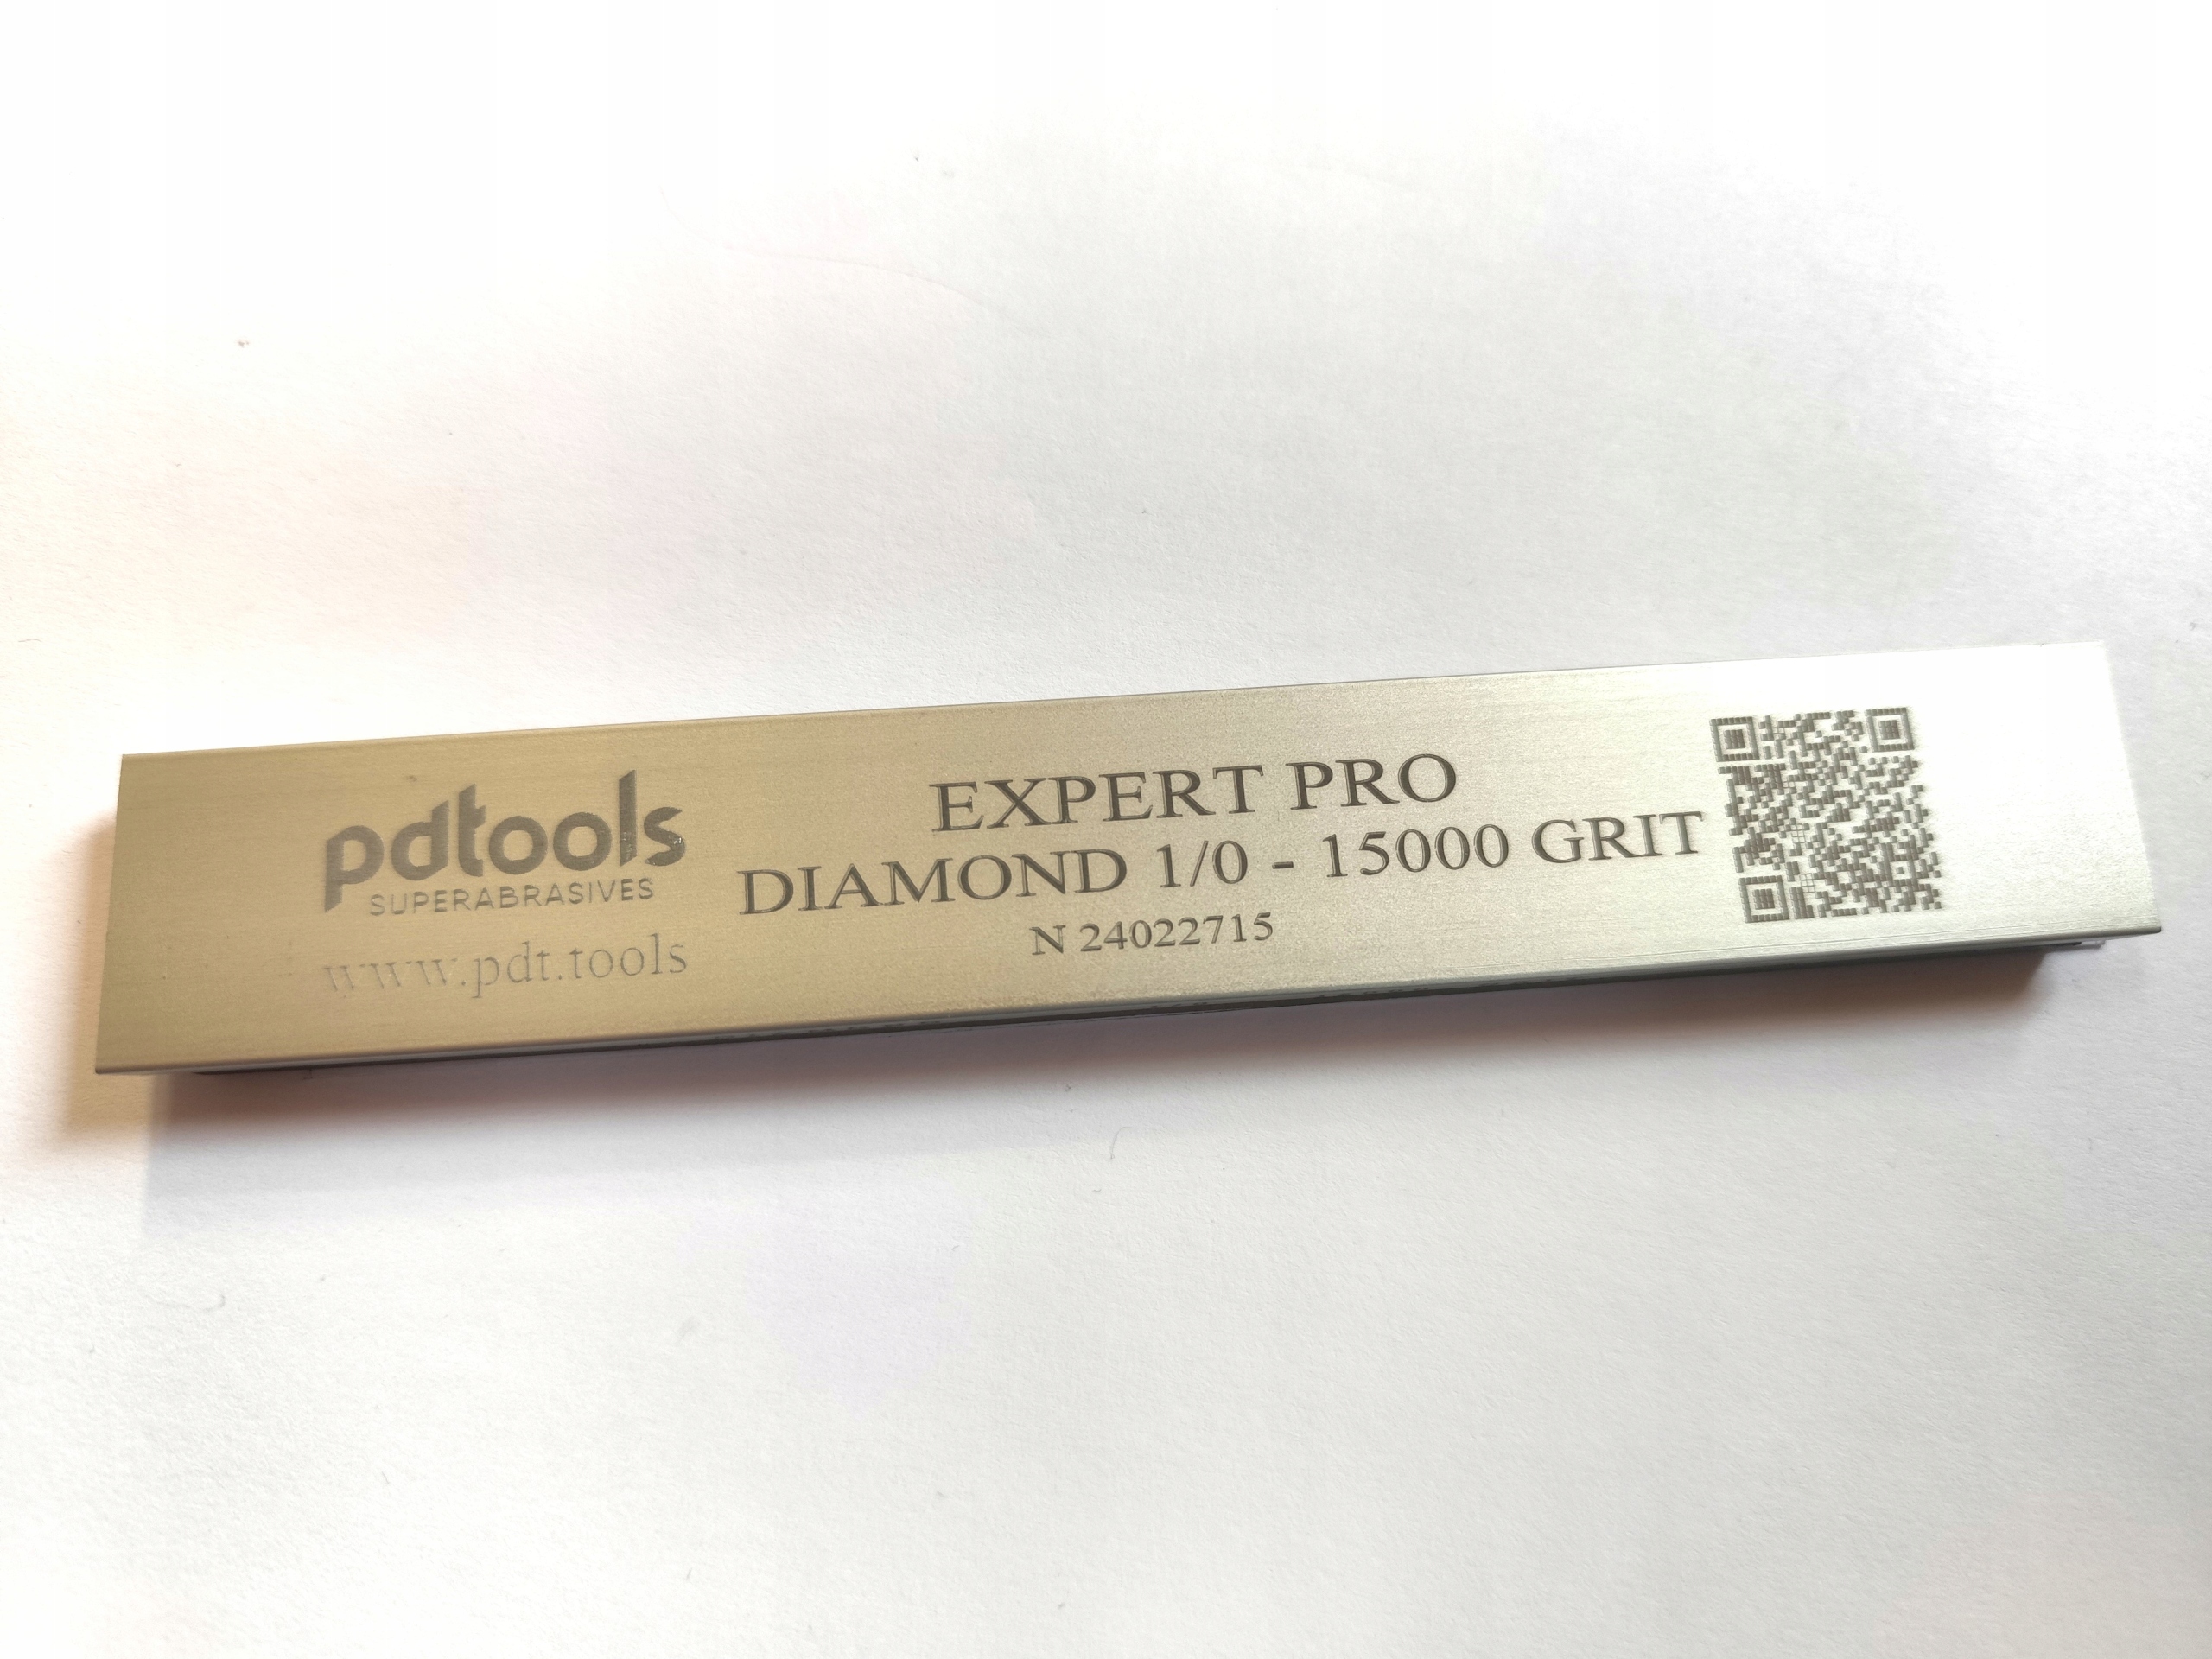 pdtools
SUPERABRASIVES
www.pdt.tools
EXPERT PRO
DIAMOND 1/0 - 15000 GRIT
N 24022715